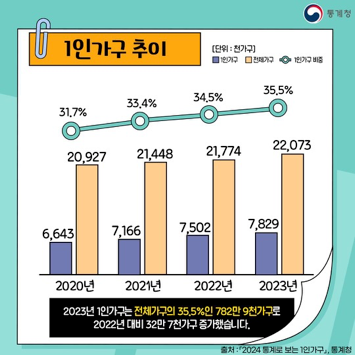 통계청
1인가구 추이
[단위 : 천가구]
1인가구 전체가구 1인가구 비중
31.7% 33.4% 34.5% 35.5%
20,927 21,448 21,774 22,073
6,643 7,166 7,502 7,829
2020년 2021년 2022년 2023년
2023년 1인가구는 전체가구의 35.5%인 782만 9천가구로
2022년 대비 32만 7천가구 증가했습니다.
출처 : 「2024 통계로 보는 1인가구」, 통계청